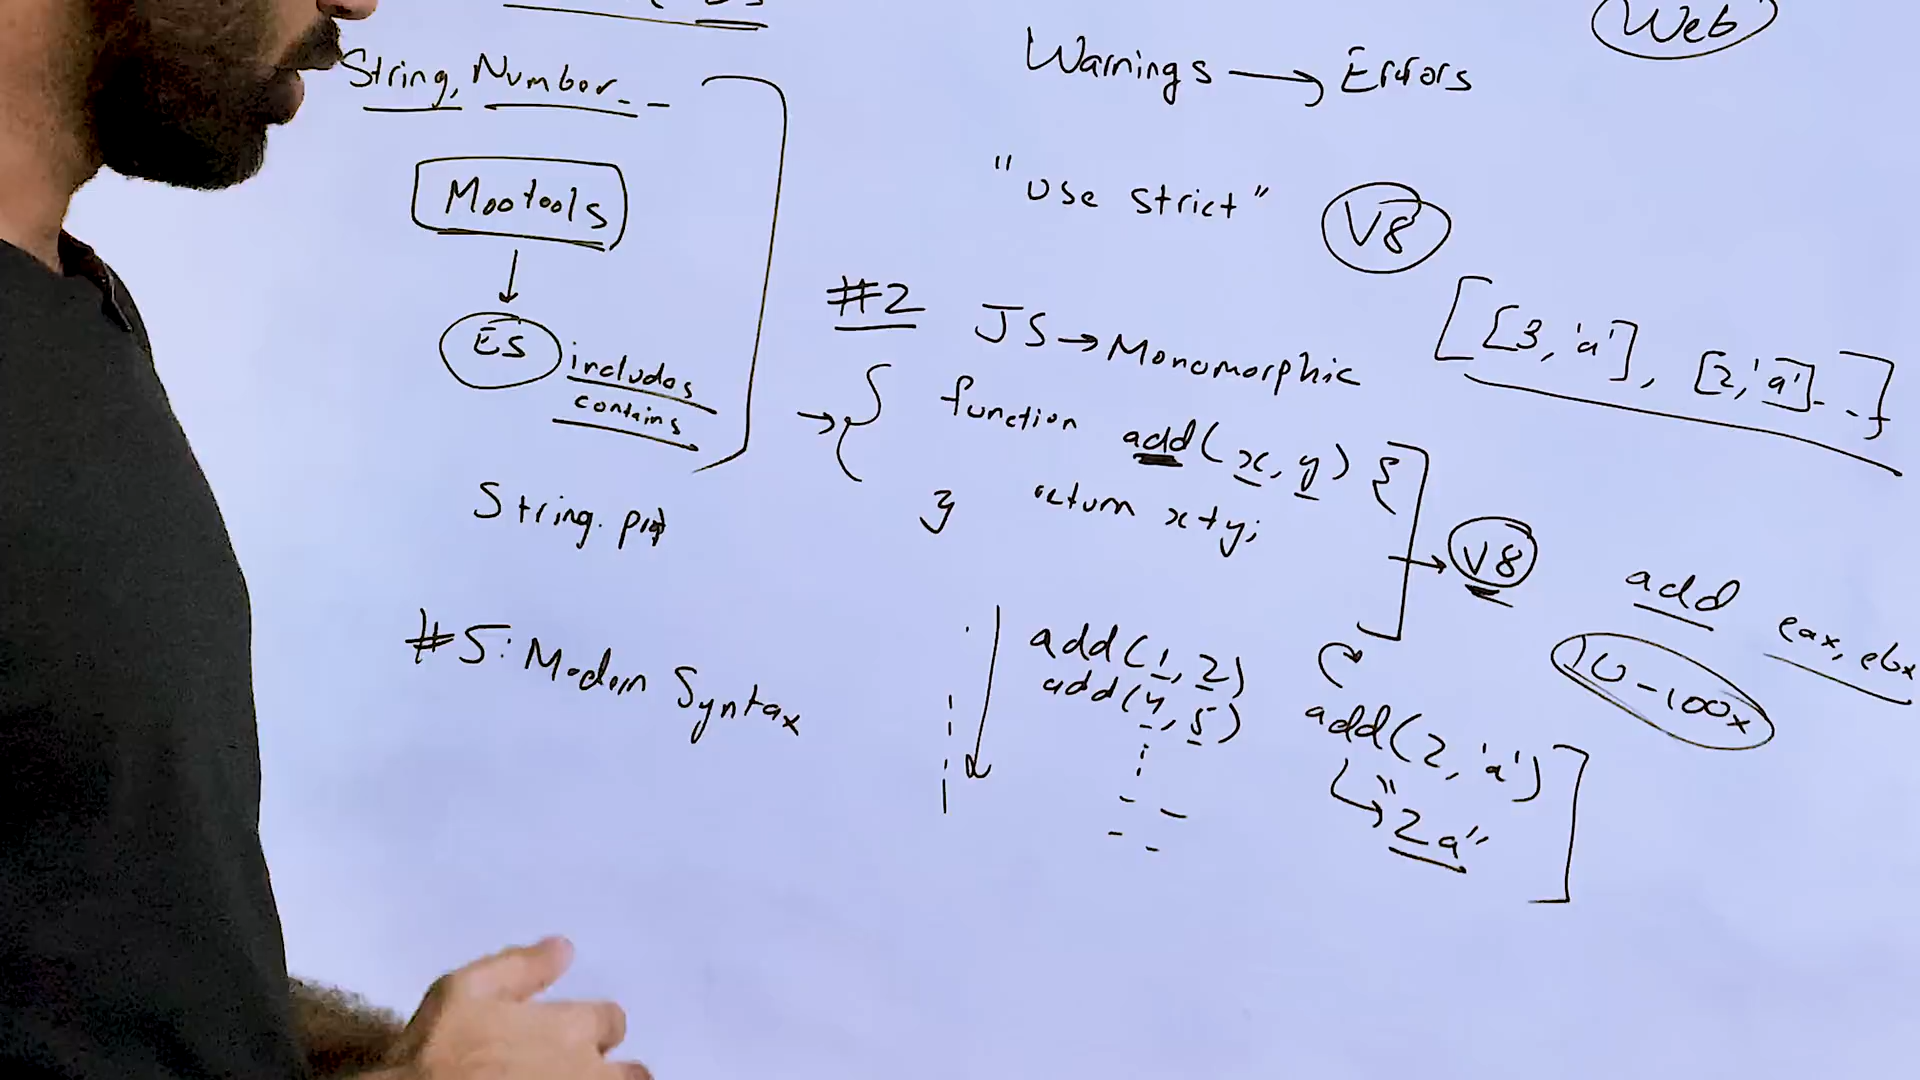 String, Number - -
Mootools
ES
includes
contains
String.prot
#5: Modern Syntax
Web
Warnings → Errors
"Use Strict"
V8
#2 JS → Monomorphic
[[3, 'a'], [2, 'a'] - - ]
function add(x, y) {
return x+y;
}
V8
add eax, ebx
10-100x
add(1, 2)
add(4, 5)
add(2, 'a')
"2a"